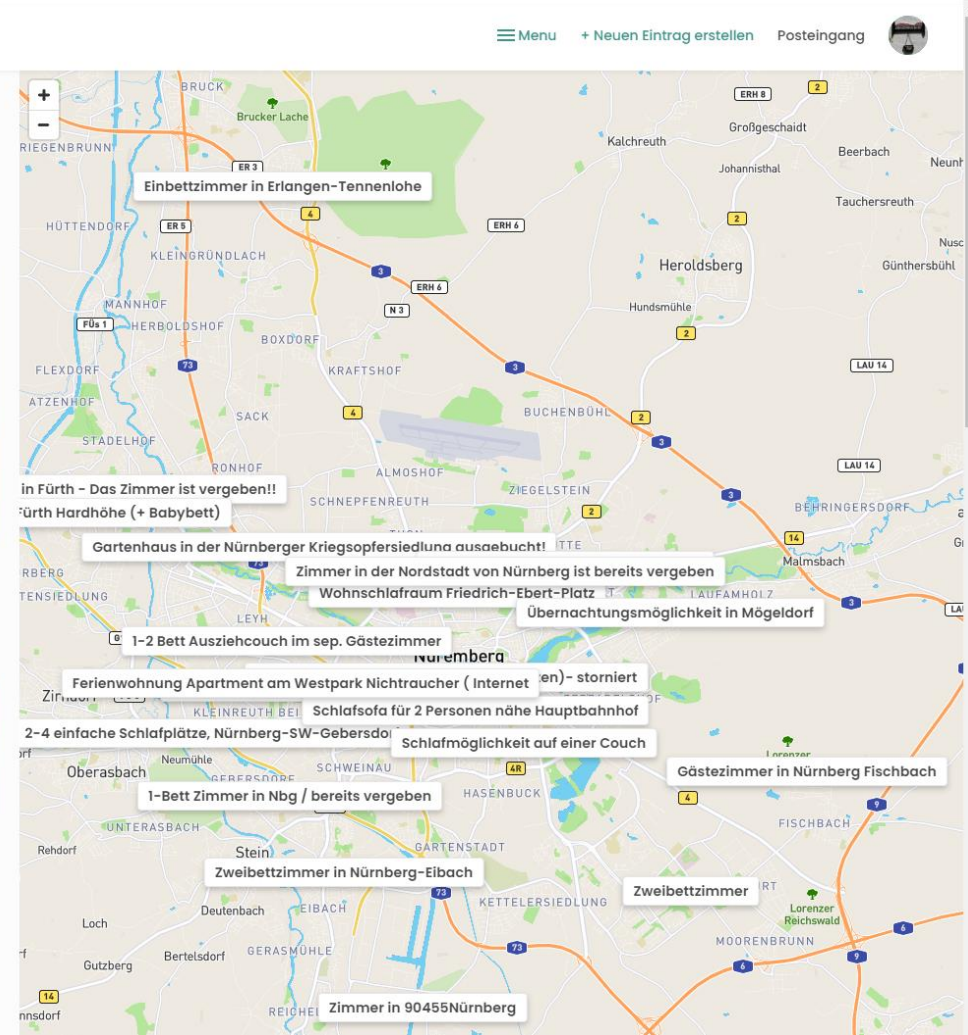 Menu + Neuen Eintrag erstellen Posteingang
+
−
BRUCK
Brucker Lache
ERH 8
2
Großgeschaidt
Kalchreuth
Beerbach
RIEGENBRUNN
ER 3
Johannisthal
Einbettzimmer in Erlangen-Tennenlohe
Tauchersreuth
4
2
HÜTTENDORF
ER 5
ERH 6
KLEINGRÜNDLACH
Heroldsberg
Günthersbühl
3
ERH 6
MANNHOF
N 3
Hundsmühle
FÜs 1
HERBOLDSHOF
BOXDORF
2
FLEXDORF
73
KRAFTSHOF
3
LAU 14
ATZENHOF
SACK
4
BUCHENBÜHL
2
STADELHOF
3
RONHOF
ALMOSHOF
LAU 14
in Fürth - Das Zimmer ist vergeben!!
ZIEGELSTEIN
3
SCHNEPFENREUTH
BEHRINGERSDORF
Fürth Hardhöhe (+ Babybett)
2
14
Gartenhaus in der Nürnberger Kriegsopfersiedlung ausgebucht!
Malmsbach
73
Zimmer in der Nordstadt von Nürnberg ist bereits vergeben
Wohnschlafraum Friedrich-Ebert-Platz
LAUFAMHOLZ
3
Übernachtungsmöglichkeit in Mögeldorf
LEYH
1-2 Bett Ausziehcouch im sep. Gästezimmer
Nuremberg
en)- storniert
Ferienwohnung Apartment am Westpark Nichtraucher ( Internet
KLEINREUTH BEI
Schlafsofa für 2 Personen nähe Hauptbahnhof
2-4 einfache Schlafplätze, Nürnberg-SW-Gebersdor
Schlafmöglichkeit auf einer Couch
Neumühle
Lorenzer
Oberasbach
SCHWEINAU
4R
Gästezimmer in Nürnberg Fischbach
GEBERSDORF
1-Bett Zimmer in Nbg / bereits vergeben
HASENBUCK
4
9
UNTERASBACH
FISCHBACH
Rehdorf
Stein
GARTENSTADT
Zweibettzimmer in Nürnberg-Eibach
Zweibettzimmer
73
KETTELERSIEDLUNG
Lorenzer
Reichswald
Deutenbach
EIBACH
Loch
6
MOORENBRUNN
Bertelsdorf
GERASMÜHLE
73
9
Gutzberg
6
14
Zimmer in 90455Nürnberg
REICHEL
nnsdorf